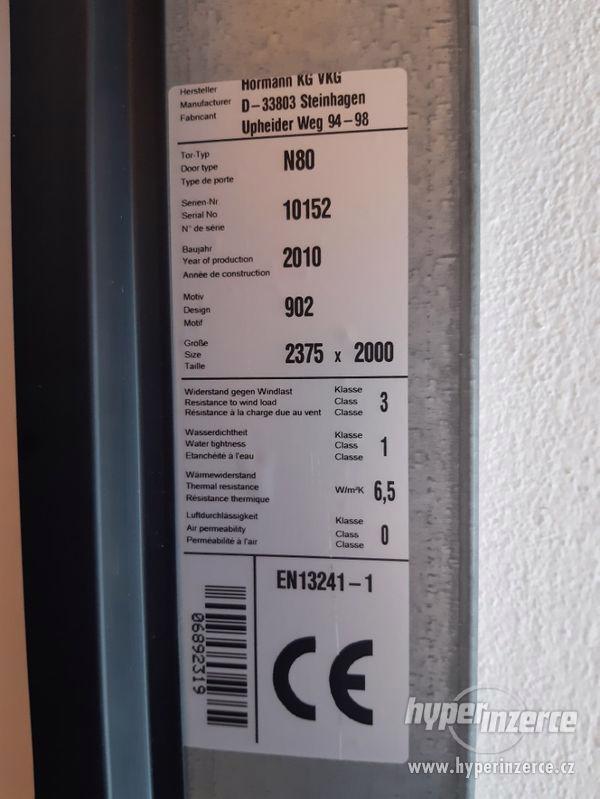 Hersteller
Manufacturer
Fabricant
Hörmann KG VKG
D-33803 Steinhagen
Upheider Weg 94-98
Tor-Typ
Door type
Type de porte
N80
Serien-Nr.
Serial No
N° de série
10152
Baujahr
Year of production
Année de construction
2010
Motiv
Design
Motif
902
Größe
Size
Taille
2375 x 2000
Widerstand gegen Windlast
Resistance to wind load
Résistance à la charge due au vent
Klasse
Class
Classe
3
Wasserdichtheit
Water tightness
Etanchéité à l'eau
Klasse
Class
Classe
1
Wärmewiderstand
Thermal resistance
Résistance thermique
W/m²K 6,5
Luftdurchlässigkeit
Air permeability
Perméabilité à l'air
Klasse
Class
Classe
0
06892319
EN13241-1
CE
hyperinzerce
www.hyperinzerce.cz